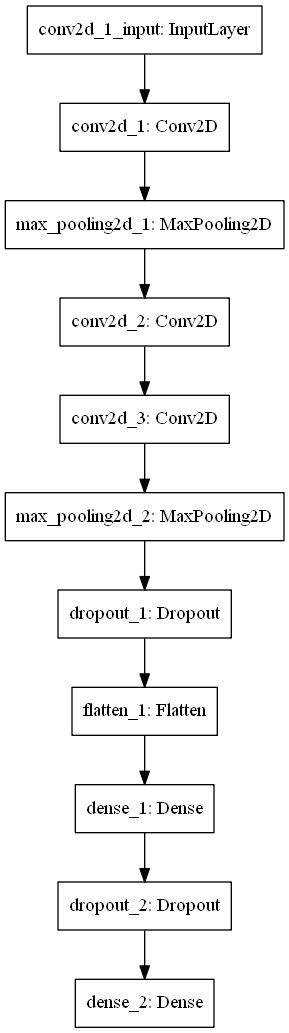 conv2d_1_input: InputLayer
conv2d_1: Conv2D
max_pooling2d_1: MaxPooling2D
conv2d_2: Conv2D
conv2d_3: Conv2D
max_pooling2d_2: MaxPooling2D
dropout_1: Dropout
flatten_1: Flatten
dense_1: Dense
dropout_2: Dropout
dense_2: Dense